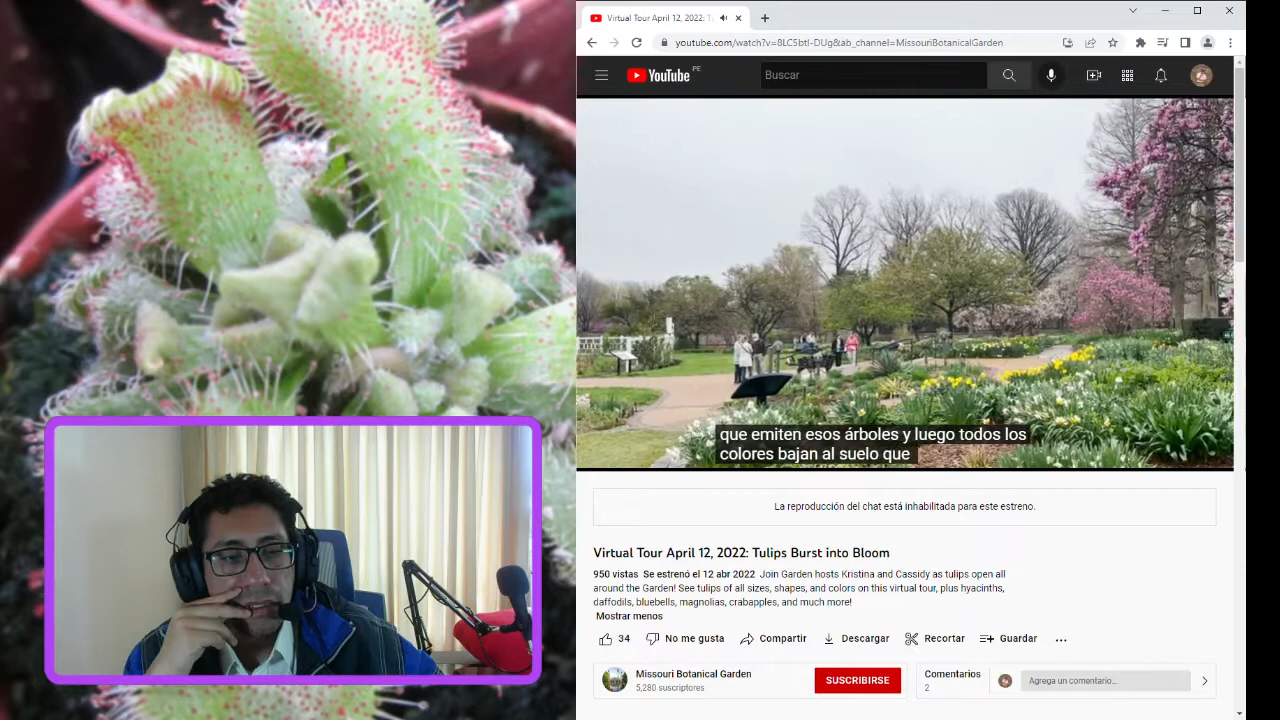 Virtual Tour April 12, 2022: T
youtube.com/watch?v=8LC5btI-DUg&ab_channel=MissouriBotanicalGarden
YouTube PE
Buscar
que emiten esos árboles y luego todos los
colores bajan al suelo que
La reproducción del chat está inhabilitada para este estreno.
Virtual Tour April 12, 2022: Tulips Burst into Bloom
950 vistas Se estrenó el 12 abr 2022 Join Garden hosts Kristina and Cassidy as tulips open all
around the Garden! See tulips of all sizes, shapes, and colors on this virtual tour, plus hyacinths,
daffodils, bluebells, magnolias, crabapples, and much more!
Mostrar menos
34 No me gusta Compartir Descargar Recortar Guardar ...
Missouri Botanical Garden
5,280 suscriptores
SUSCRIBIRSE
Comentarios
2
Agrega un comentario...